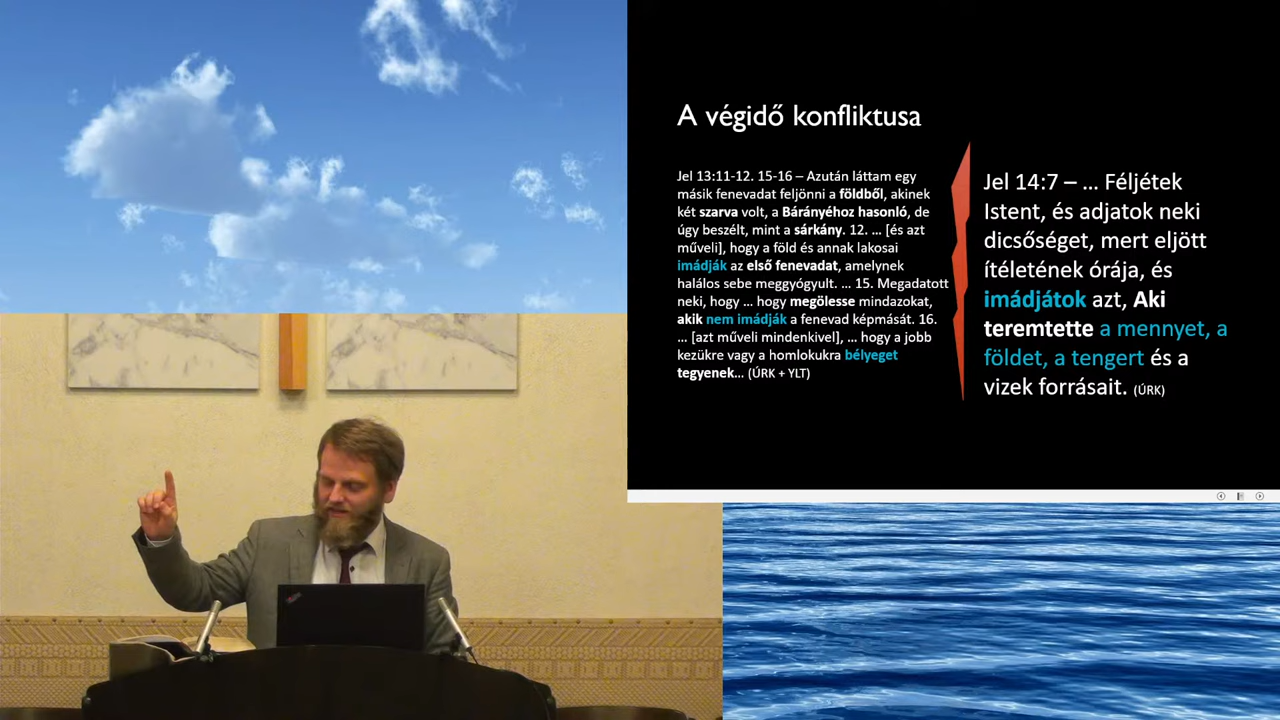 A végidő konfliktusa
Jel 13:11-12. 15-16 – Azután láttam egy
másik fenevadat feljönni a földből, akinek
két szarva volt, a Bárányéhoz hasonló, de
úgy beszélt, mint a sárkány. 12. ... [és azt
műveli], hogy a föld és annak lakosai
imádják az első fenevadat, amelynek
halálos sebe meggyógyult. ... 15. Megadatott
neki, hogy ... hogy megölesse mindazokat,
akik nem imádják a fenevad képmását. 16.
... [azt műveli mindenkivel], ... hogy a jobb
kezükre vagy a homlokukra bélyeget
tegyenek... (ÚRK + YLT)
Jel 14:7 – ... Féljétek
Istent, és adjatok neki
dicsőséget, mert eljött
ítéletének órája, és
imádjátok azt, Aki
teremtette a mennyet, a
földet, a tengert és a
vizek forrásait. (ÚRK)